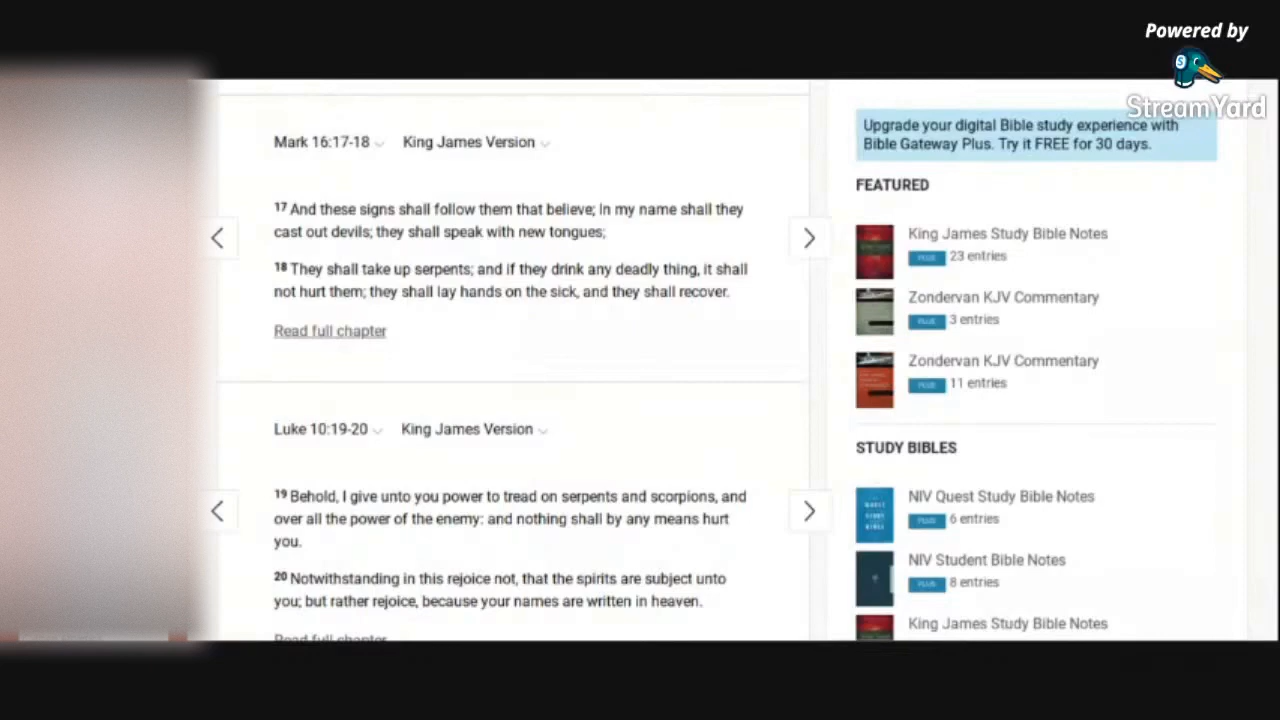 Powered by
StreamYard
Mark 16:17-18 King James Version
17 And these signs shall follow them that believe; In my name shall they
cast out devils; they shall speak with new tongues;
18 They shall take up serpents; and if they drink any deadly thing, it shall
not hurt them; they shall lay hands on the sick, and they shall recover.
Read full chapter
Luke 10:19-20 King James Version
19 Behold, I give unto you power to tread on serpents and scorpions, and
over all the power of the enemy: and nothing shall by any means hurt
you.
20 Notwithstanding in this rejoice not, that the spirits are subject unto
you; but rather rejoice, because your names are written in heaven.
Read full chapter
Upgrade your digital Bible study experience with
Bible Gateway Plus. Try it FREE for 30 days.
FEATURED
King James Study Bible Notes
PLUS 23 entries
Zondervan KJV Commentary
PLUS 3 entries
Zondervan KJV Commentary
PLUS 11 entries
STUDY BIBLES
NIV Quest Study Bible Notes
PLUS 6 entries
NIV Student Bible Notes
PLUS 8 entries
King James Study Bible Notes